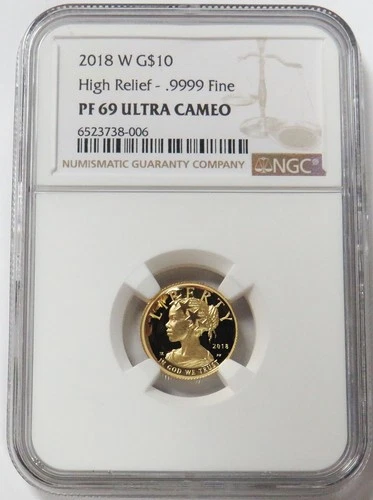 2018 W G$10
High Relief - .9999 Fine
PF 69 ULTRA CAMEO
6523738-006
NUMISMATIC GUARANTY COMPANY NGC
LIBERTY
2018
IN GOD WE TRUST